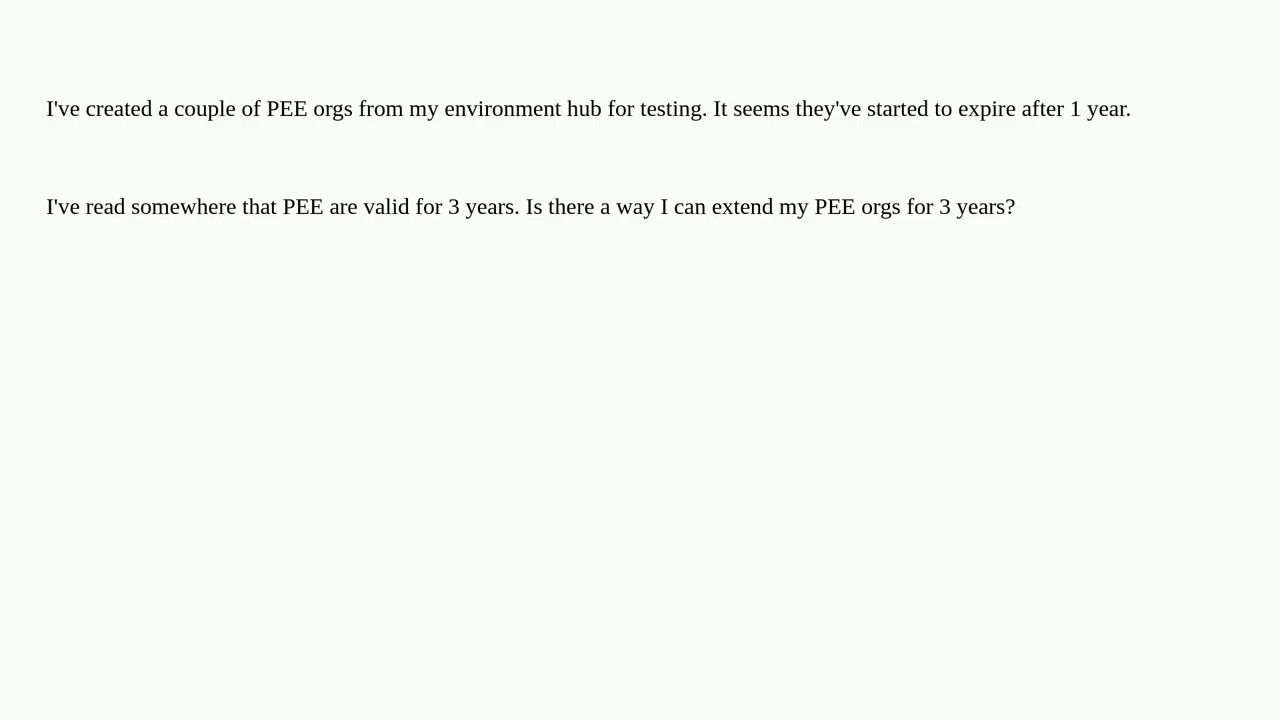 I've created a couple of PEE orgs from my environment hub for testing. It seems they've started to expire after 1 year.
I've read somewhere that PEE are valid for 3 years. Is there a way I can extend my PEE orgs for 3 years?